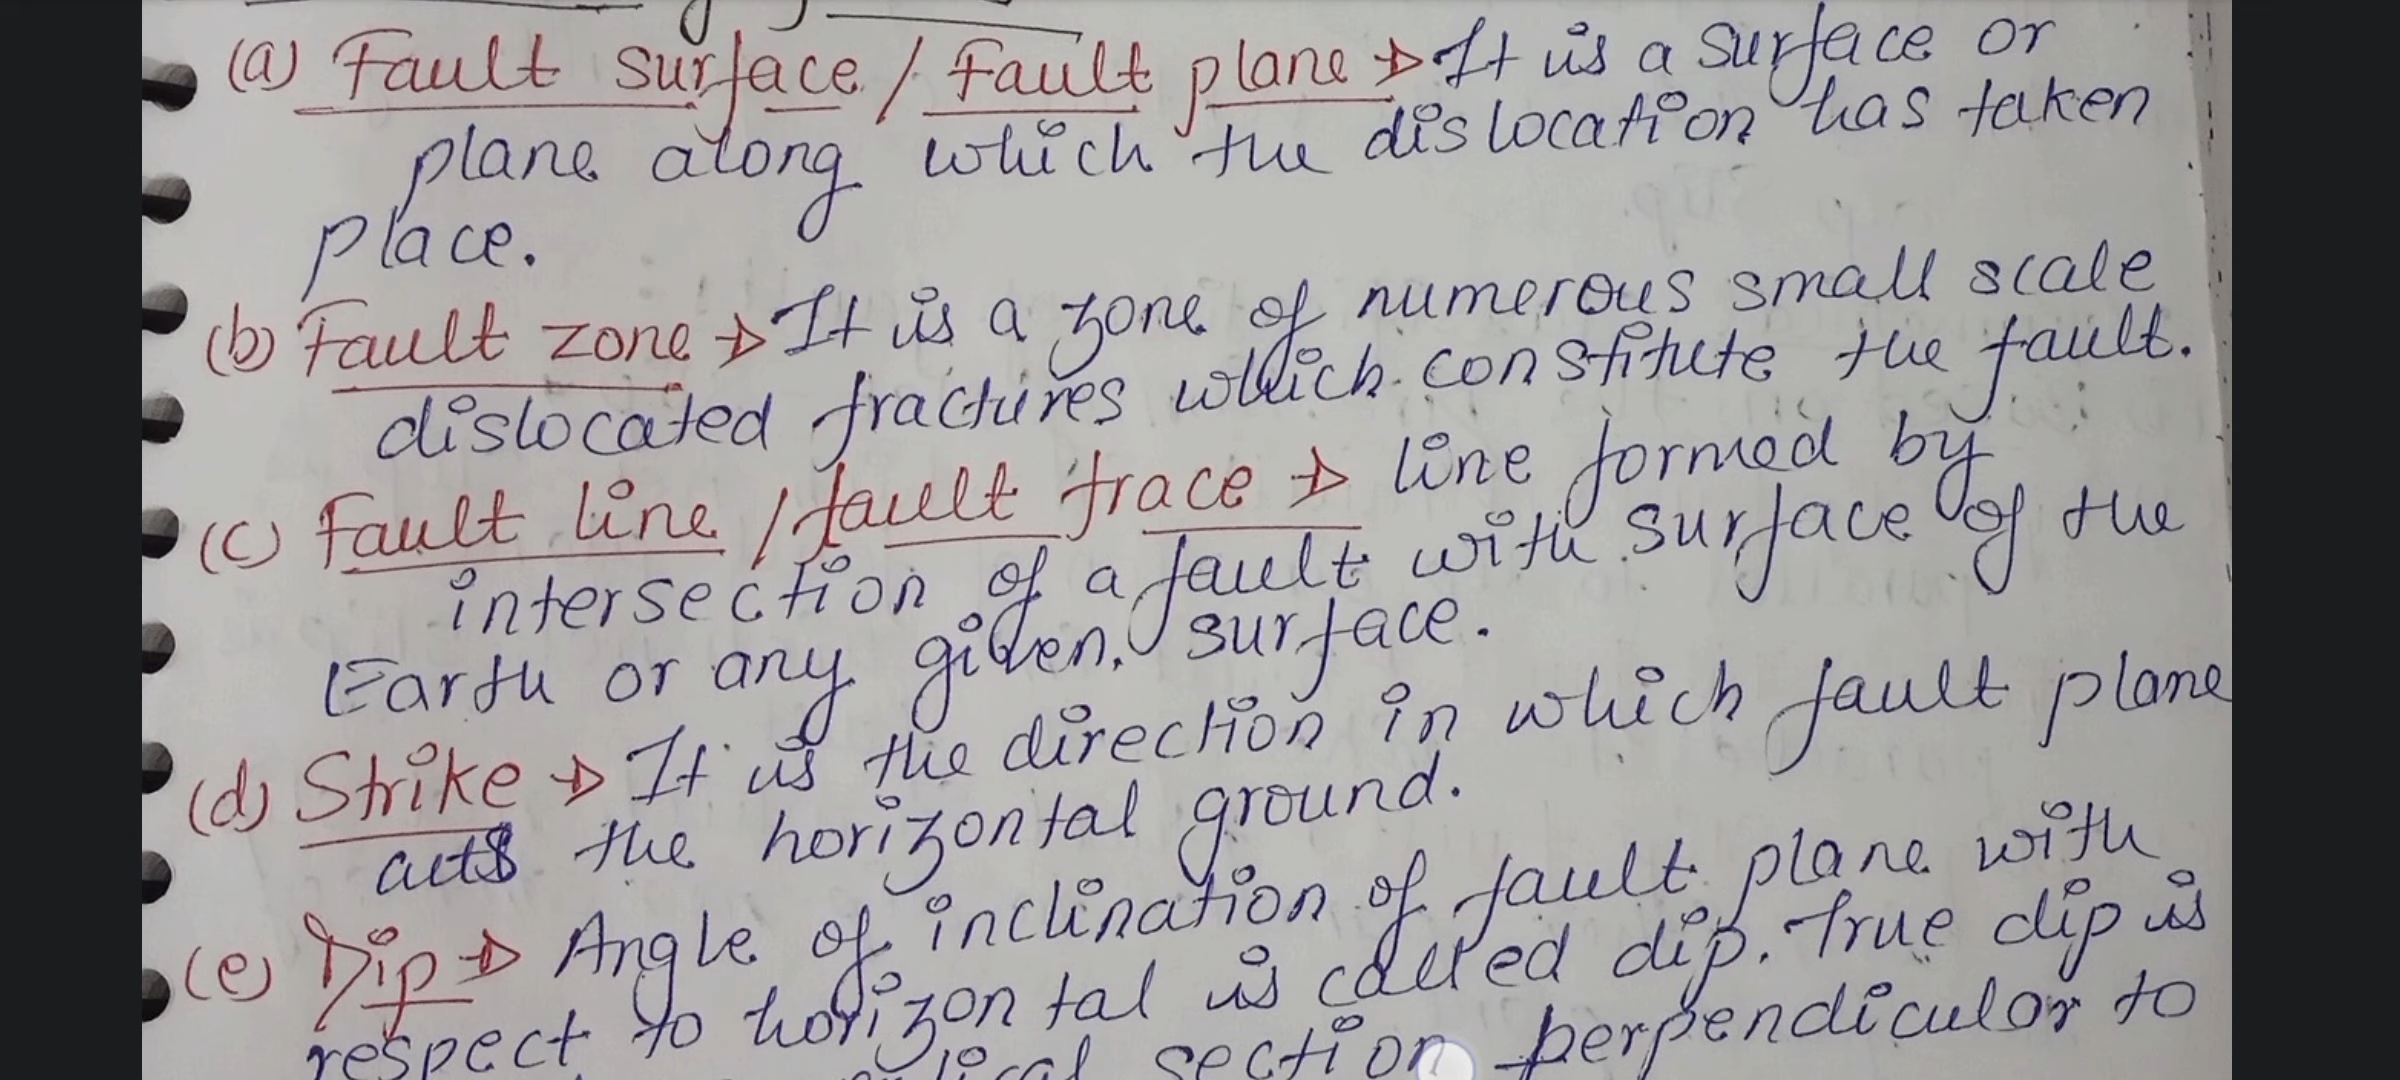 (a) Fault surface / Fault plane → It is a surface or
plane along which the dislocation has taken
place.
(b) Fault zone → It is a zone of numerous small scale
dislocated fractures which constitute the fault.
(c) Fault line / fault trace → line formed by
intersection of a fault with surface of the
Earth or any given surface.
(d) Strike → It is the direction in which fault plane
the horizontal ground.
(e) Dip → Angle of inclination of fault plane with
respect to horizontal is called dip. True dip is
section perpendicular to